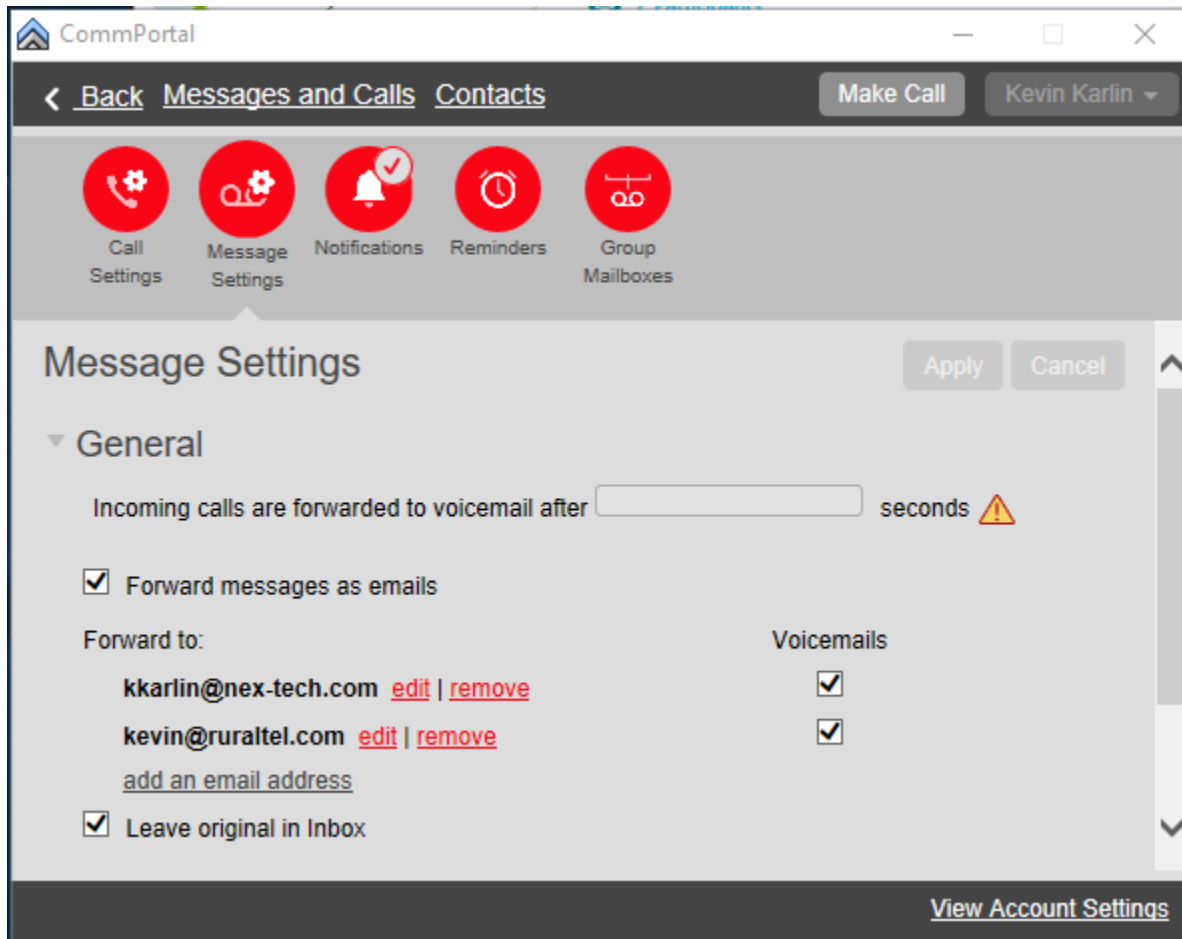 CommPortal
Back Messages and Calls Contacts Make Call Kevin Karlin
Call Settings
Message Settings
Notifications
Reminders
Group Mailboxes
Message Settings Apply Cancel
General
Incoming calls are forwarded to voicemail after seconds
Forward messages as emails
Forward to: Voicemails
kkarlin@nex-tech.com edit | remove
kevin@ruraltel.com edit | remove
add an email address
Leave original in Inbox
View Account Settings